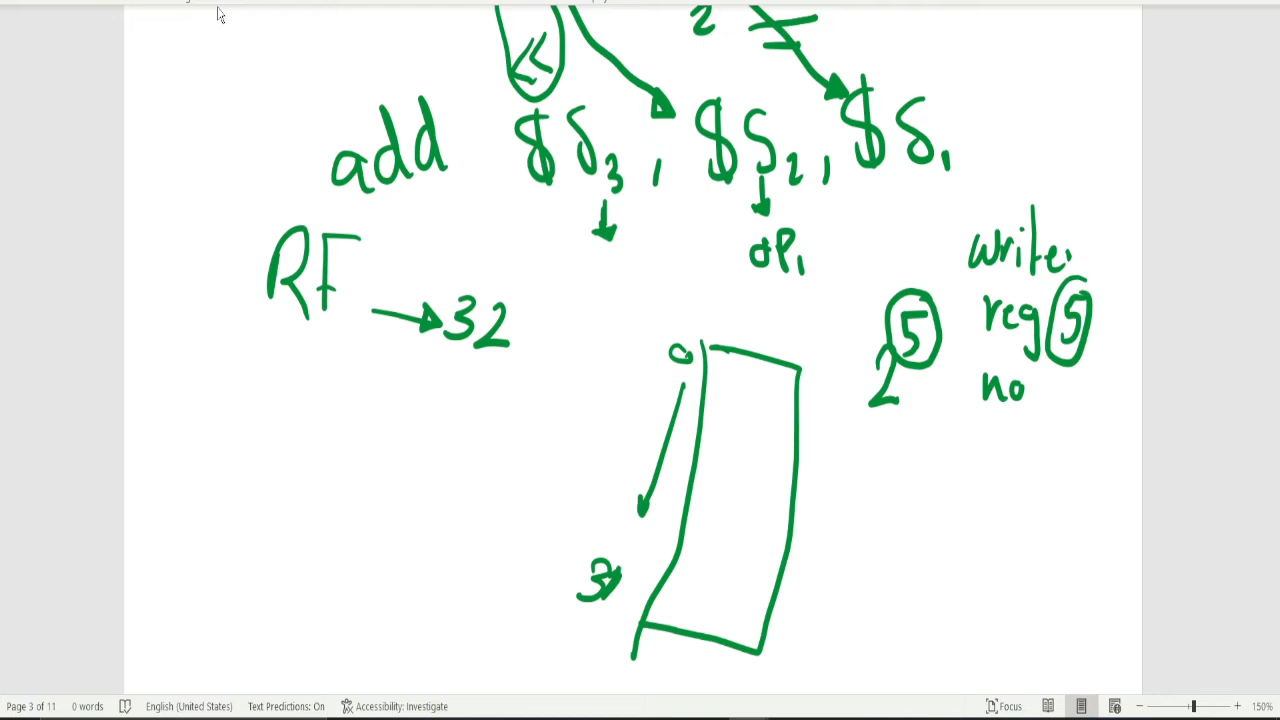 2
<<
add $s3, $s2, $s1
RF → 32
op1
write
reg 5
no
2^5
0
Page 3 of 11 0 words English (United States) Text Predictions: On Accessibility: Investigate Focus 150%